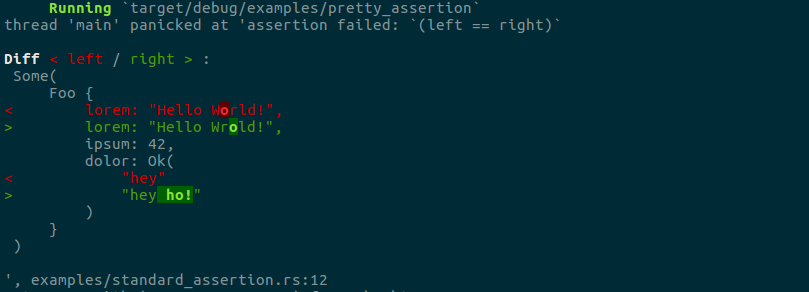 Running `target/debug/examples/pretty_assertion`
thread 'main' panicked at 'assertion failed: `(left == right)`

Diff < left / right > :
 Some(
     Foo {
<        lorem: "Hello World!",
>        lorem: "Hello Wrold!",
         ipsum: 42,
         dolor: Ok(
<            "hey"
>            "hey ho!"
         )
     }
 )

', examples/standard_assertion.rs:12